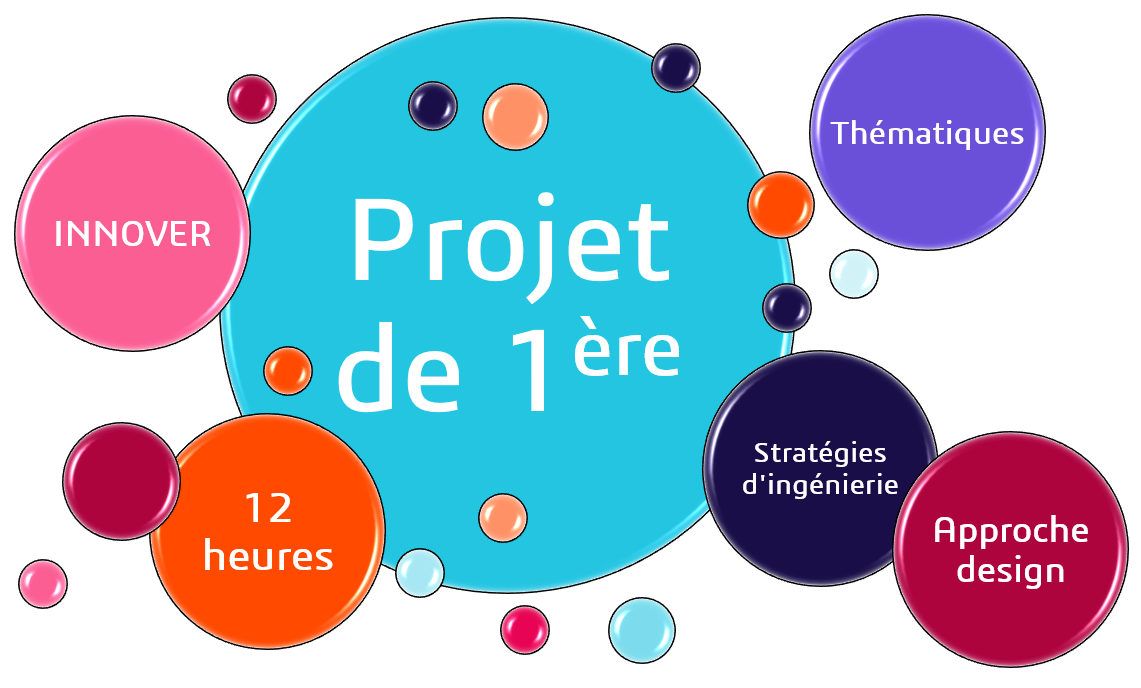 Projet
de 1ère
INNOVER
Thématiques
12
heures
Stratégies
d'ingénierie
Approche
design